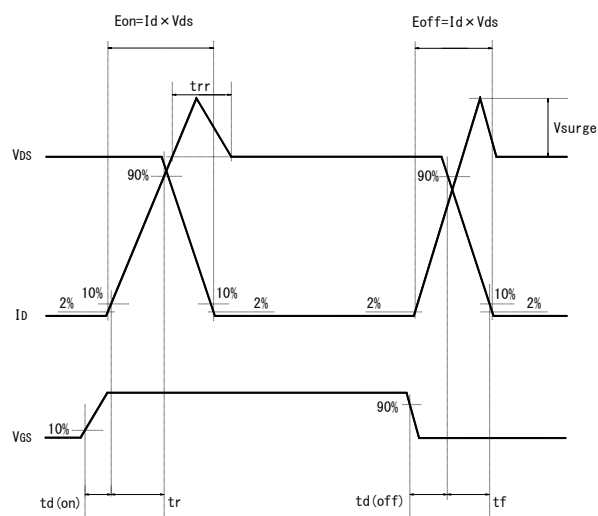 Eon=Id×Vds
Eoff=Id×Vds
trr
Vsurge
VDS
90%
90%
10%
10%
10%
2%
2%
2%
2%
ID
10%
90%
VGS
td(on)
tr
td(off)
tf